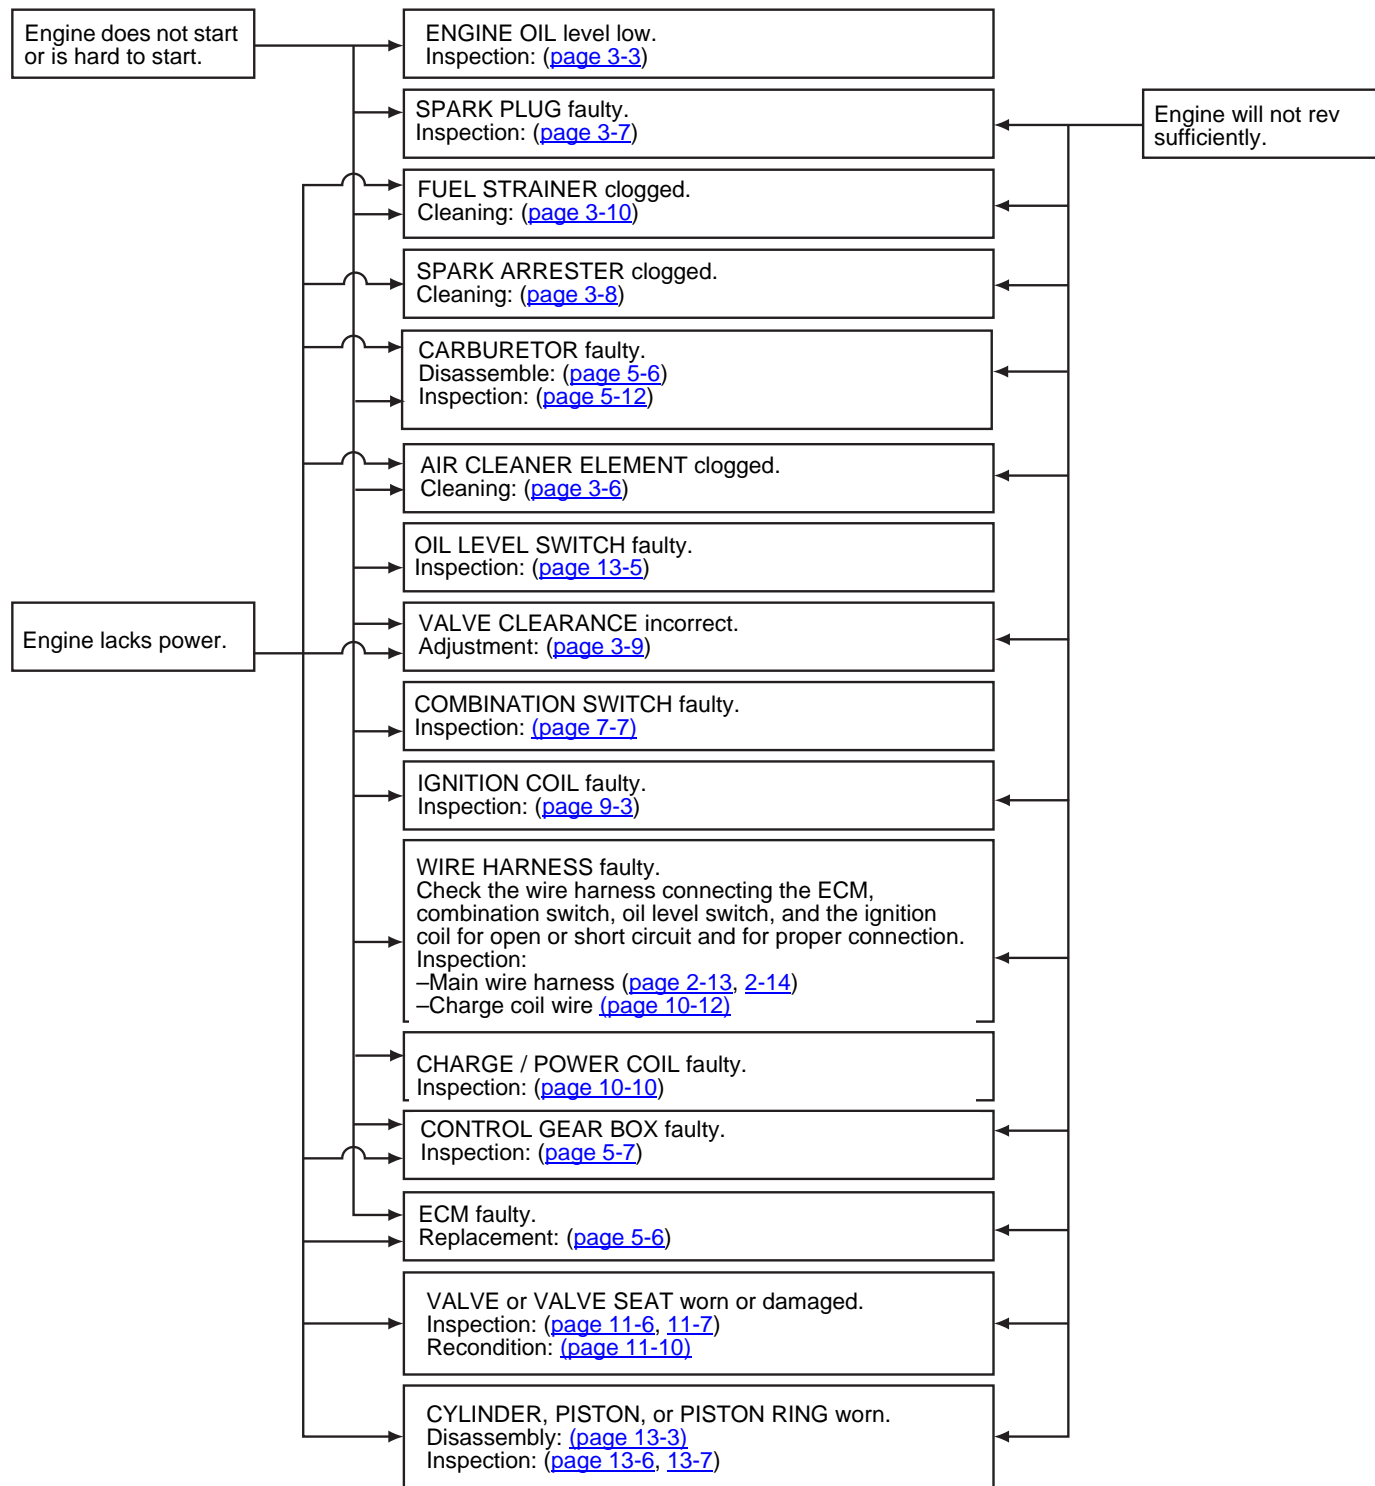 Engine does not start
or is hard to start.
ENGINE OIL level low.
Inspection: (page 3-3)
SPARK PLUG faulty.
Inspection: (page 3-7)
Engine will not rev
sufficiently.
FUEL STRAINER clogged.
Cleaning: (page 3-10)
SPARK ARRESTER clogged.
Cleaning: (page 3-8)
CARBURETOR faulty.
Disassemble: (page 5-6)
Inspection: (page 5-12)
AIR CLEANER ELEMENT clogged.
Cleaning: (page 3-6)
OIL LEVEL SWITCH faulty.
Inspection: (page 13-5)
Engine lacks power.
VALVE CLEARANCE incorrect.
Adjustment: (page 3-9)
COMBINATION SWITCH faulty.
Inspection: (page 7-7)
IGNITION COIL faulty.
Inspection: (page 9-3)
WIRE HARNESS faulty.
Check the wire harness connecting the ECM,
combination switch, oil level switch, and the ignition
coil for open or short circuit and for proper connection.
Inspection:
–Main wire harness (page 2-13, 2-14)
–Charge coil wire (page 10-12)
CHARGE / POWER COIL faulty.
Inspection: (page 10-10)
CONTROL GEAR BOX faulty.
Inspection: (page 5-7)
ECM faulty.
Replacement: (page 5-6)
VALVE or VALVE SEAT worn or damaged.
Inspection: (page 11-6, 11-7)
Recondition: (page 11-10)
CYLINDER, PISTON, or PISTON RING worn.
Disassembly: (page 13-3)
Inspection: (page 13-6, 13-7)